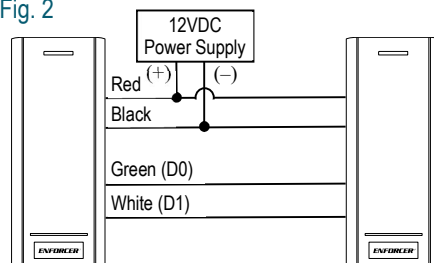 Fig. 2
12VDC
Power Supply
(+)
(–)
Red
Black
Green (D0)
White (D1)
ENFORCER
ENFORCER